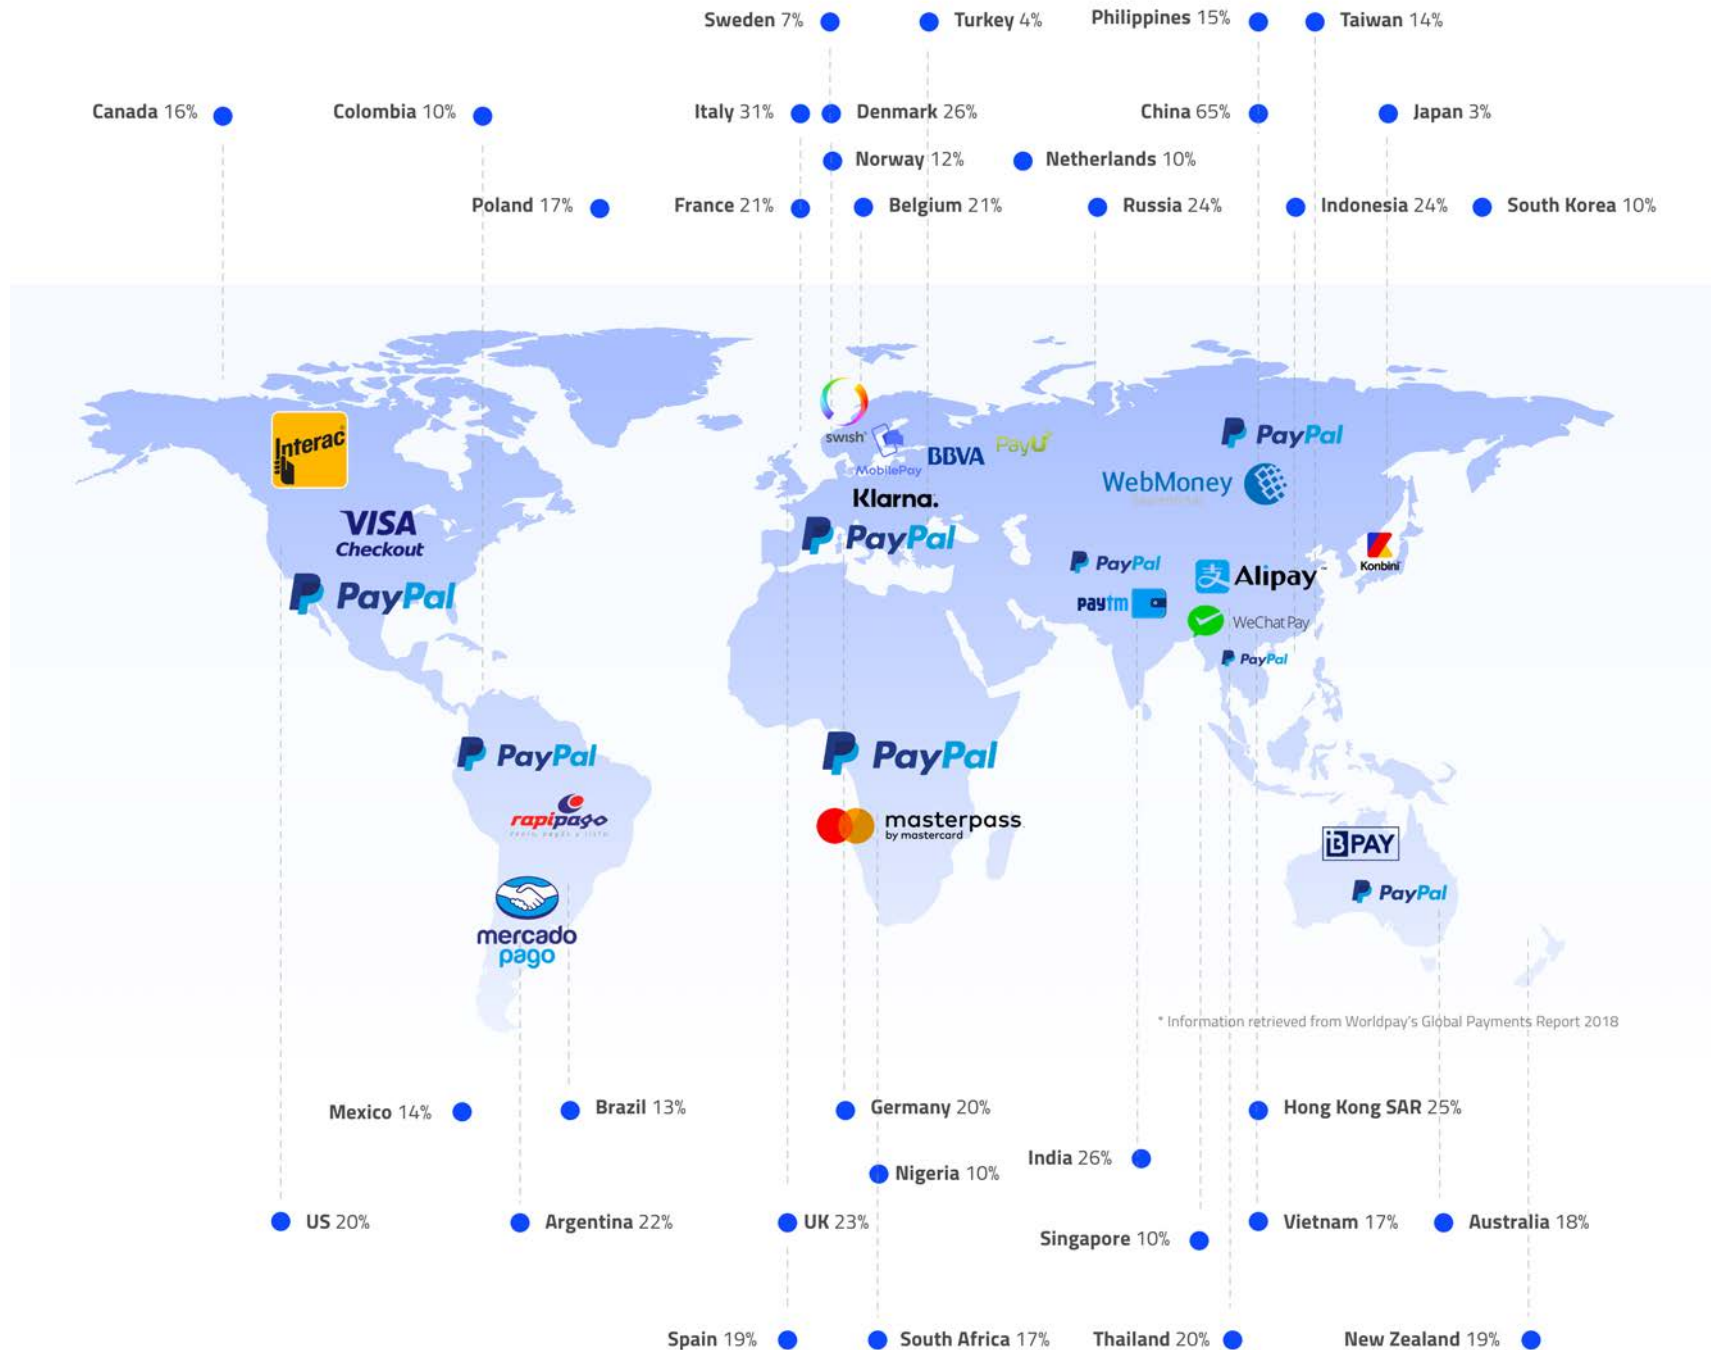 Sweden 7%
Turkey 4%
Philippines 15%
Taiwan 14%
Canada 16%
Colombia 10%
Italy 31%
Denmark 26%
China 65%
Japan 3%
Norway 12%
Netherlands 10%
Poland 17%
France 21%
Belgium 21%
Russia 24%
Indonesia 24%
South Korea 10%
Interac
swish
MobilePay
BBVA
PayU
PayPal
WebMoney
Klarna.
VISA
Checkout
PayPal
PayPal
PayPal
Alipay
Konbini
paytm
WeChat Pay
PayPal
PayPal
PayPal
rapipago
masterpass
by mastercard
BPAY
PayPal
mercado
pago
* Information retrieved from Worldpay's Global Payments Report 2018
Mexico 14%
Brazil 13%
Germany 20%
Hong Kong SAR 25%
India 26%
Nigeria 10%
US 20%
Argentina 22%
UK 23%
Vietnam 17%
Australia 18%
Singapore 10%
Spain 19%
South Africa 17%
Thailand 20%
New Zealand 19%